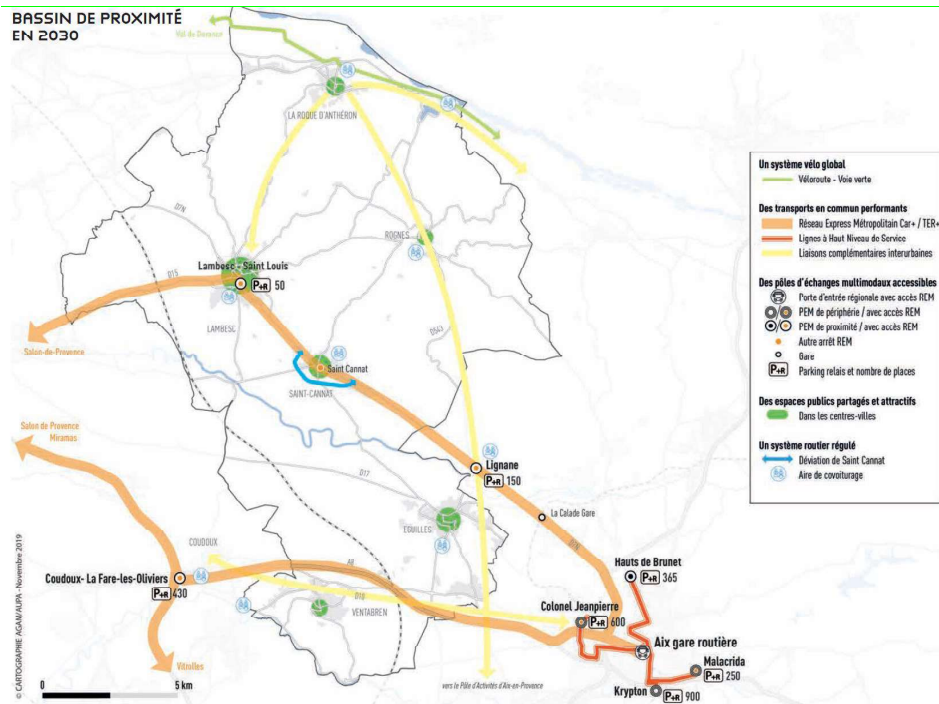 BASSIN DE PROXIMITÉ
EN 2030
Val de Durance
LA ROQUE D'ANTHÉRON
D7N
ROGNES
Lambesc - Saint Louis
P+R 50
D15
LAMBESC
D543
Salon-de-Provence
Saint Cannat
SAINT-CANNAT
Salon de Provence
Miramas
Lignane
P+R 150
D17
La Calade Gare
EGUILLES
D7N
COUDOUX
Hauts de Brunet
P+R 365
Coudoux- La Fare-les-Oliviers
P+R 430
A8
D10
VENTABREN
Colonel Jeanpierre
P+R 600
Aix gare routière
Malacrida
P+R 250
Krypton
P+R 900
Vitrolles
vers le Pôle d'Activités d'Aix-en-Provence
0 5 km
© CARTOGRAPHIE AGAM/AUPA - Novembre 2019
Un système vélo global
Véloroute - Voie verte
Des transports en commun performants
Réseau Express Métropolitain Car+ / TER+
Lignes à Haut Niveau de Service
Liaisons complémentaires interurbaines
Des pôles d'échanges multimodaux accessibles
Porte d'entrée régionale avec accès REM
PEM de périphérie / avec accès REM
PEM de proximité / avec accès REM
Autre arrêt REM
Gare
P+R Parking relais et nombre de places
Des espaces publics partagés et attractifs
Dans les centres-villes
Un système routier régulé
Déviation de Saint Cannat
Aire de covoiturage